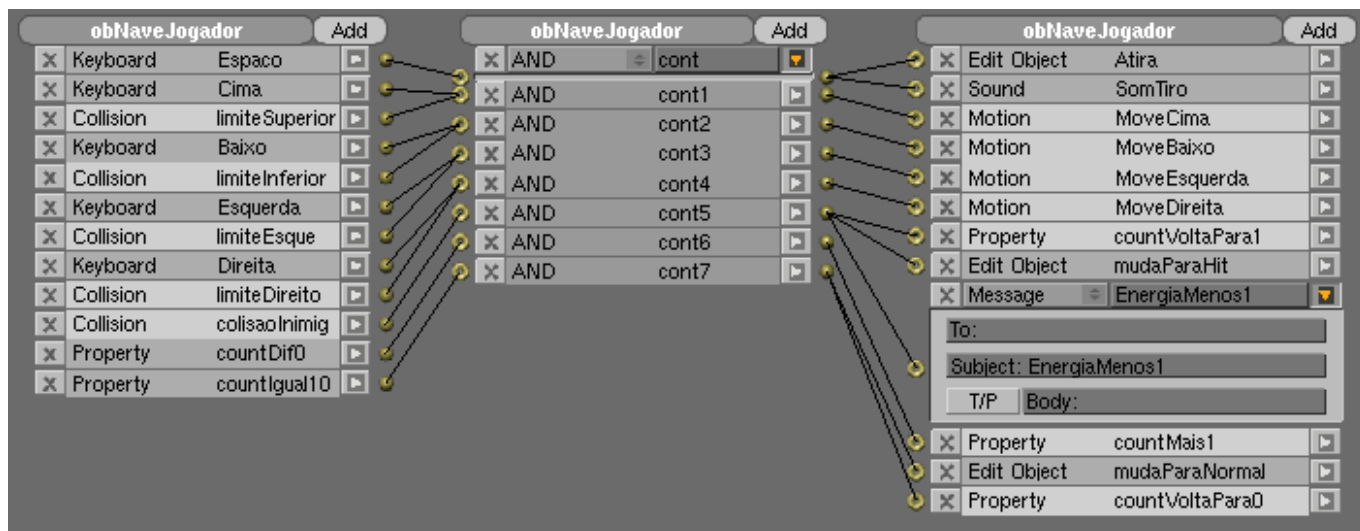 obNaveJogador Add
Keyboard Espaco
Keyboard Cima
Collision limiteSuperior
Keyboard Baixo
Collision limiteInferior
Keyboard Esquerda
Collision limiteEsque
Keyboard Direita
Collision limiteDireito
Collision colisaoInimig
Property countDif0
Property countIgual10
obNaveJogador Add
AND cont
AND cont1
AND cont2
AND cont3
AND cont4
AND cont5
AND cont6
AND cont7
obNaveJogador Add
Edit Object Atira
Sound SomTiro
Motion MoveCima
Motion MoveBaixo
Motion MoveEsquerda
Motion MoveDireita
Property countVoltaPara1
Edit Object mudaParaHit
Message EnergiaMenos1
To:
Subject: EnergiaMenos1
T/P Body:
Property countMais1
Edit Object mudaParaNormal
Property countVoltaPara0